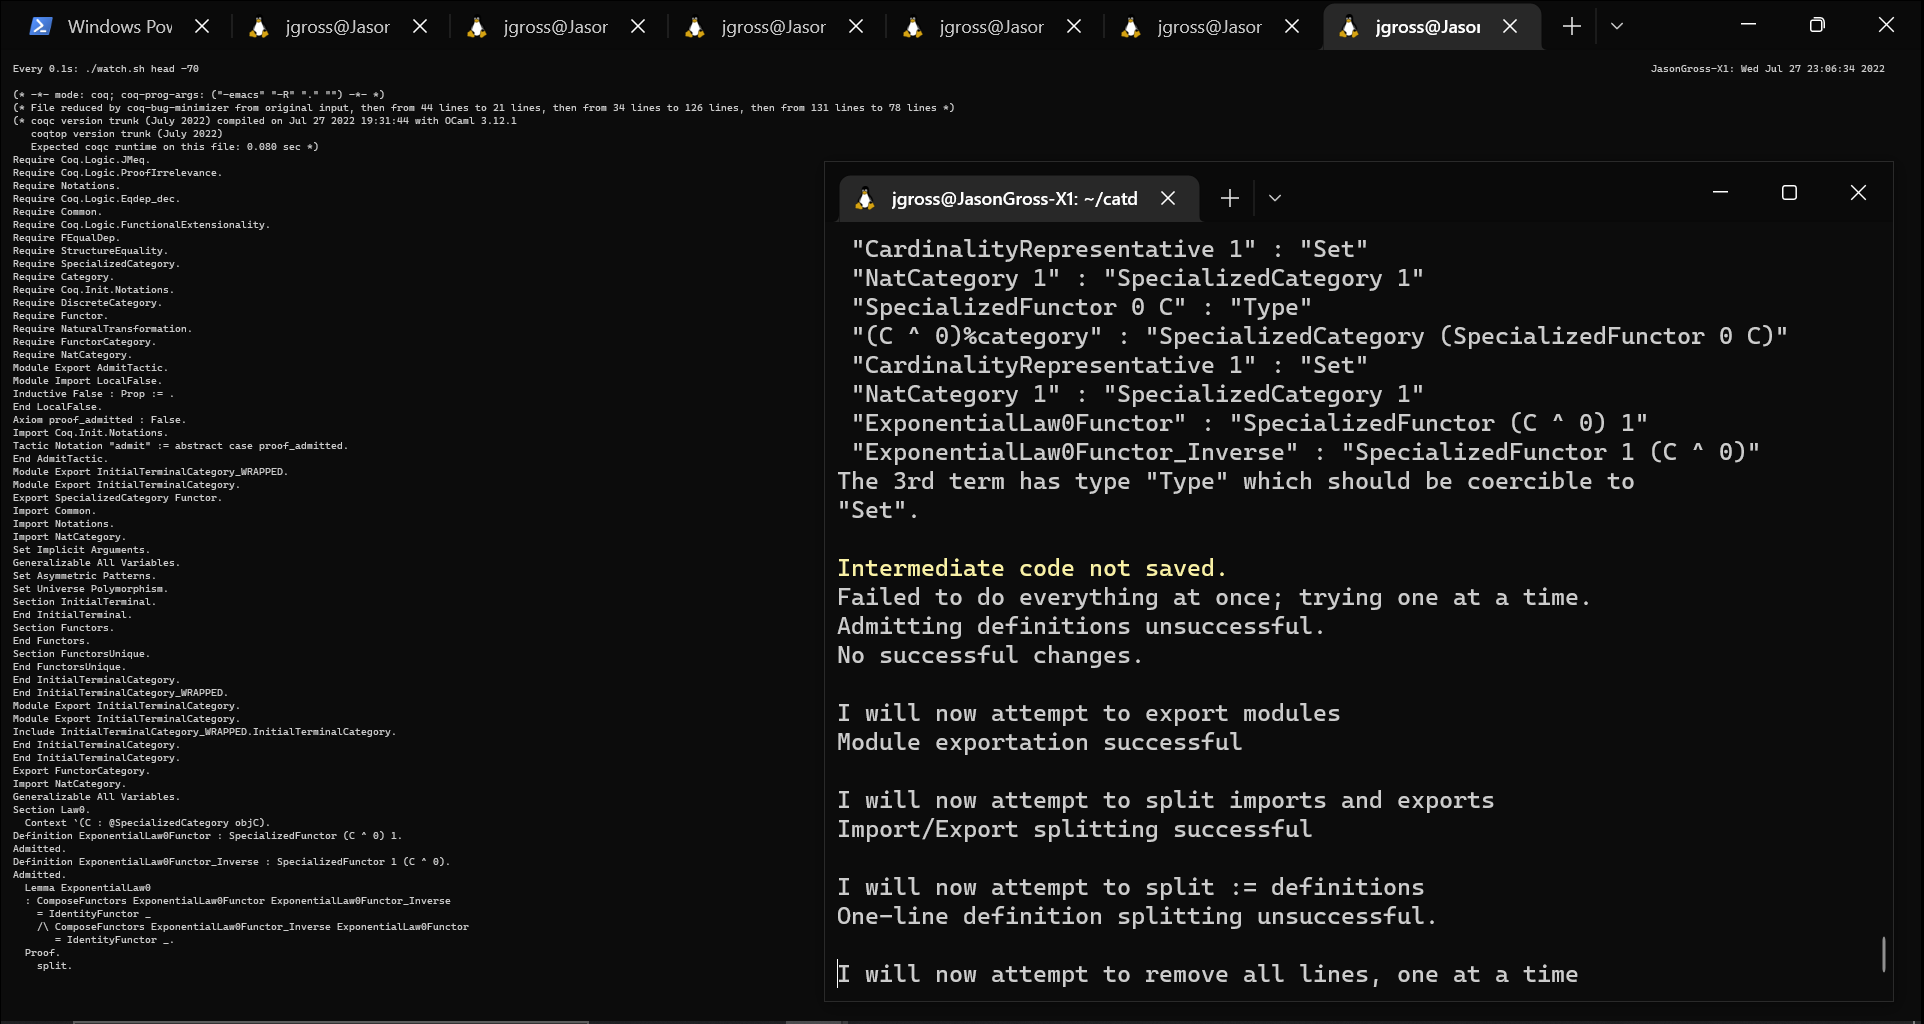 Windows Pov
jgross@Jasor
jgross@Jasor
jgross@Jasor
jgross@Jasor
jgross@Jasor
jgross@Jasor
Every 0.1s: ./watch.sh head -70
JasonGross-X1: Wed Jul 27 23:06:34 2022
(* -*- mode: coq; coq-prog-args: ("-emacs" "-R" "." "") -*- *)
(* File reduced by coq-bug-minimizer from original input, then from 44 lines to 21 lines, then from 34 lines to 126 lines, then from 131 lines to 78 lines *)
(* coqc version trunk (July 2022) compiled on Jul 27 2022 19:31:44 with OCaml 3.12.1
coqtop version trunk (July 2022)
Expected coqc runtime on this file: 0.080 sec *)
Require Coq.Logic.JMeq.
Require Coq.Logic.ProofIrrelevance.
Require Notations.
Require Coq.Logic.Eqdep_dec.
Require Common.
Require Coq.Logic.FunctionalExtensionality.
Require FEqualDep.
Require StructureEquality.
Require SpecializedCategory.
Require Category.
Require Coq.Init.Notations.
Require DiscreteCategory.
Require Functor.
Require NaturalTransformation.
Require FunctorCategory.
Require NatCategory.
Module Export AdmitTactic.
Module Import LocalFalse.
Inductive False : Prop := .
End LocalFalse.
Axiom proof_admitted : False.
Import Coq.Init.Notations.
Tactic Notation "admit" := abstract case proof_admitted.
End AdmitTactic.
Module Export InitialTerminalCategory_WRAPPED.
Module Export InitialTerminalCategory.
Export SpecializedCategory Functor.
Import Common.
Import Notations.
Import NatCategory.
Set Implicit Arguments.
Generalizable All Variables.
Set Asymmetric Patterns.
Set Universe Polymorphism.
Section InitialTerminal.
End InitialTerminal.
Section Functors.
End Functors.
Section FunctorsUnique.
End FunctorsUnique.
End InitialTerminalCategory.
End InitialTerminalCategory_WRAPPED.
Module Export InitialTerminalCategory.
Module Export InitialTerminalCategory.
Include InitialTerminalCategory_WRAPPED.InitialTerminalCategory.
End InitialTerminalCategory.
End InitialTerminalCategory.
Export FunctorCategory.
Import NatCategory.
Generalizable All Variables.
Section Law0.
Context `(C : @SpecializedCategory objC).
Definition ExponentialLaw0Functor : SpecializedFunctor (C ^ 0) 1.
Admitted.
Definition ExponentialLaw0Functor_Inverse : SpecializedFunctor 1 (C ^ 0).
Admitted.
Lemma ExponentialLaw0
: ComposeFunctors ExponentialLaw0Functor ExponentialLaw0Functor_Inverse
= IdentityFunctor _
/\ ComposeFunctors ExponentialLaw0Functor_Inverse ExponentialLaw0Functor
= IdentityFunctor _.
Proof.
split.
jgross@JasonGross-X1: ~/catd
"CardinalityRepresentative 1" : "Set"
"NatCategory 1" : "SpecializedCategory 1"
"SpecializedFunctor 0 C" : "Type"
"(C ^ 0)%category" : "SpecializedCategory (SpecializedFunctor 0 C)"
"CardinalityRepresentative 1" : "Set"
"NatCategory 1" : "SpecializedCategory 1"
"ExponentialLaw0Functor" : "SpecializedFunctor (C ^ 0) 1"
"ExponentialLaw0Functor_Inverse" : "SpecializedFunctor 1 (C ^ 0)"
The 3rd term has type "Type" which should be coercible to
"Set".
Intermediate code not saved.
Failed to do everything at once; trying one at a time.
Admitting definitions unsuccessful.
No successful changes.
I will now attempt to export modules
Module exportation successful
I will now attempt to split imports and exports
Import/Export splitting successful
I will now attempt to split := definitions
One-line definition splitting unsuccessful.
I will now attempt to remove all lines, one at a time